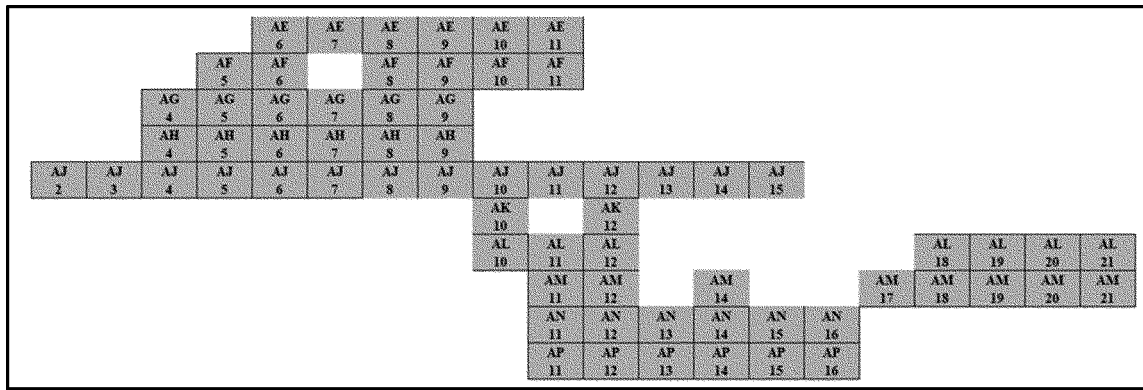 AE AE AE AE AE AE
6 7 8 9 10 11
AF AF AF AF AF AF
5 6 8 9 10 11
AG AG AG AG AG AG
4 5 6 7 8 9
AH AH AH AH AH AH
4 5 6 7 8 9
AJ AJ AJ AJ AJ AJ AJ AJ AJ AJ AJ AJ AJ AJ
2 3 4 5 6 7 8 9 10 11 12 13 14 15
AK AK
10 12
AL AL AL AL AL AL AL
10 11 12 18 19 20 21
AM AM AM AM AM AM AM AM
11 12 14 17 18 19 20 21
AN AN AN AN AN AN
11 12 13 14 15 16
AP AP AP AP AP AP
11 12 13 14 15 16